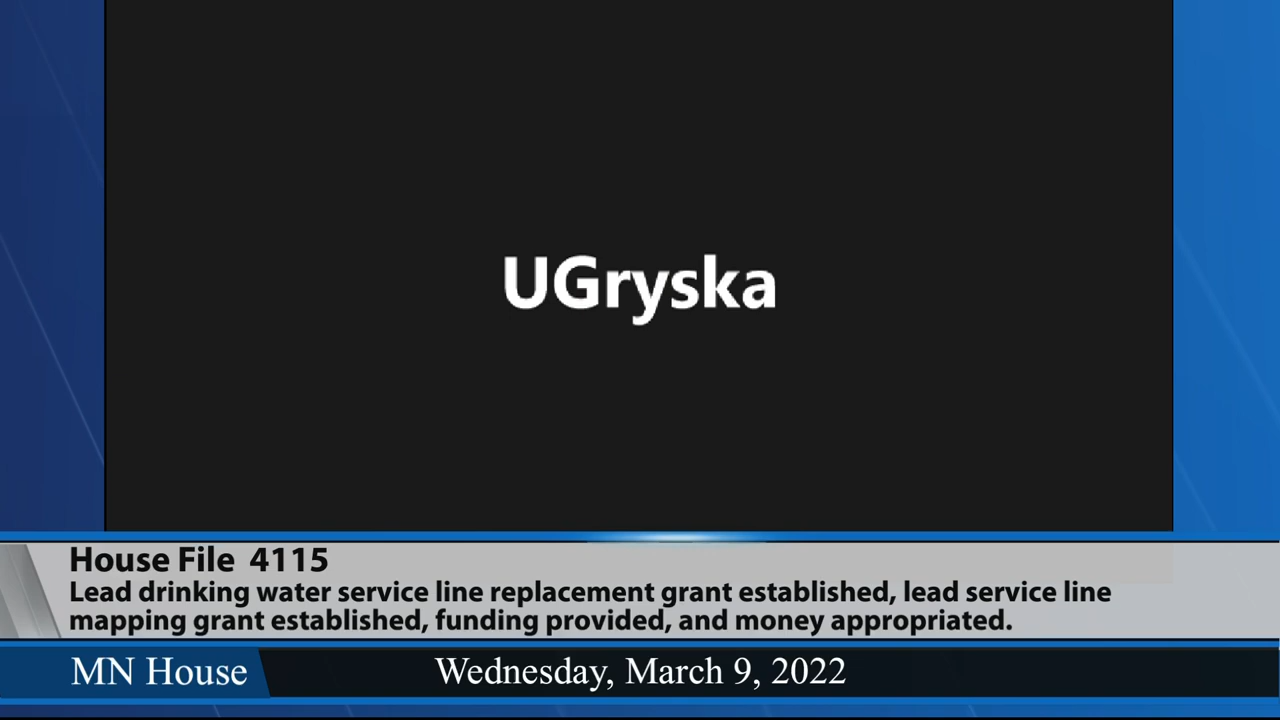 UGryska
House File 4115
Lead drinking water service line replacement grant established, lead service line
mapping grant established, funding provided, and money appropriated.
MN House
Wednesday, March 9, 2022